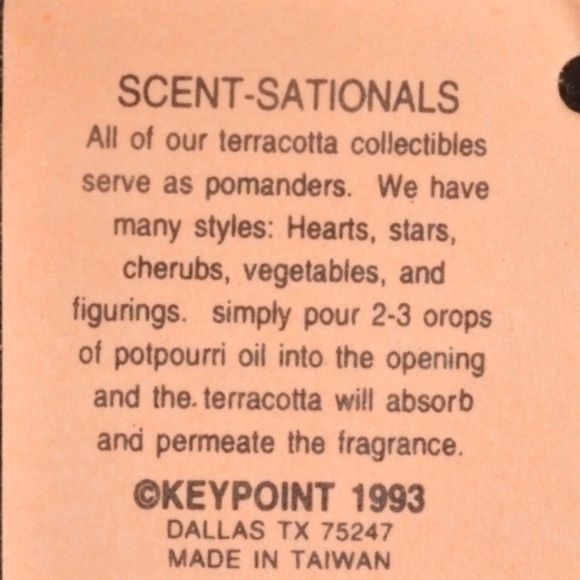 SCENT-SATIONALS
All of our terracotta collectibles
serve as pomanders. We have
many styles: Hearts, stars,
cherubs, vegetables, and
figurings. simply pour 2-3 orops
of potpourri oil into the opening
and the. terracotta will absorb
and permeate the fragrance.
©KEYPOINT 1993
DALLAS TX 75247
MADE IN TAIWAN